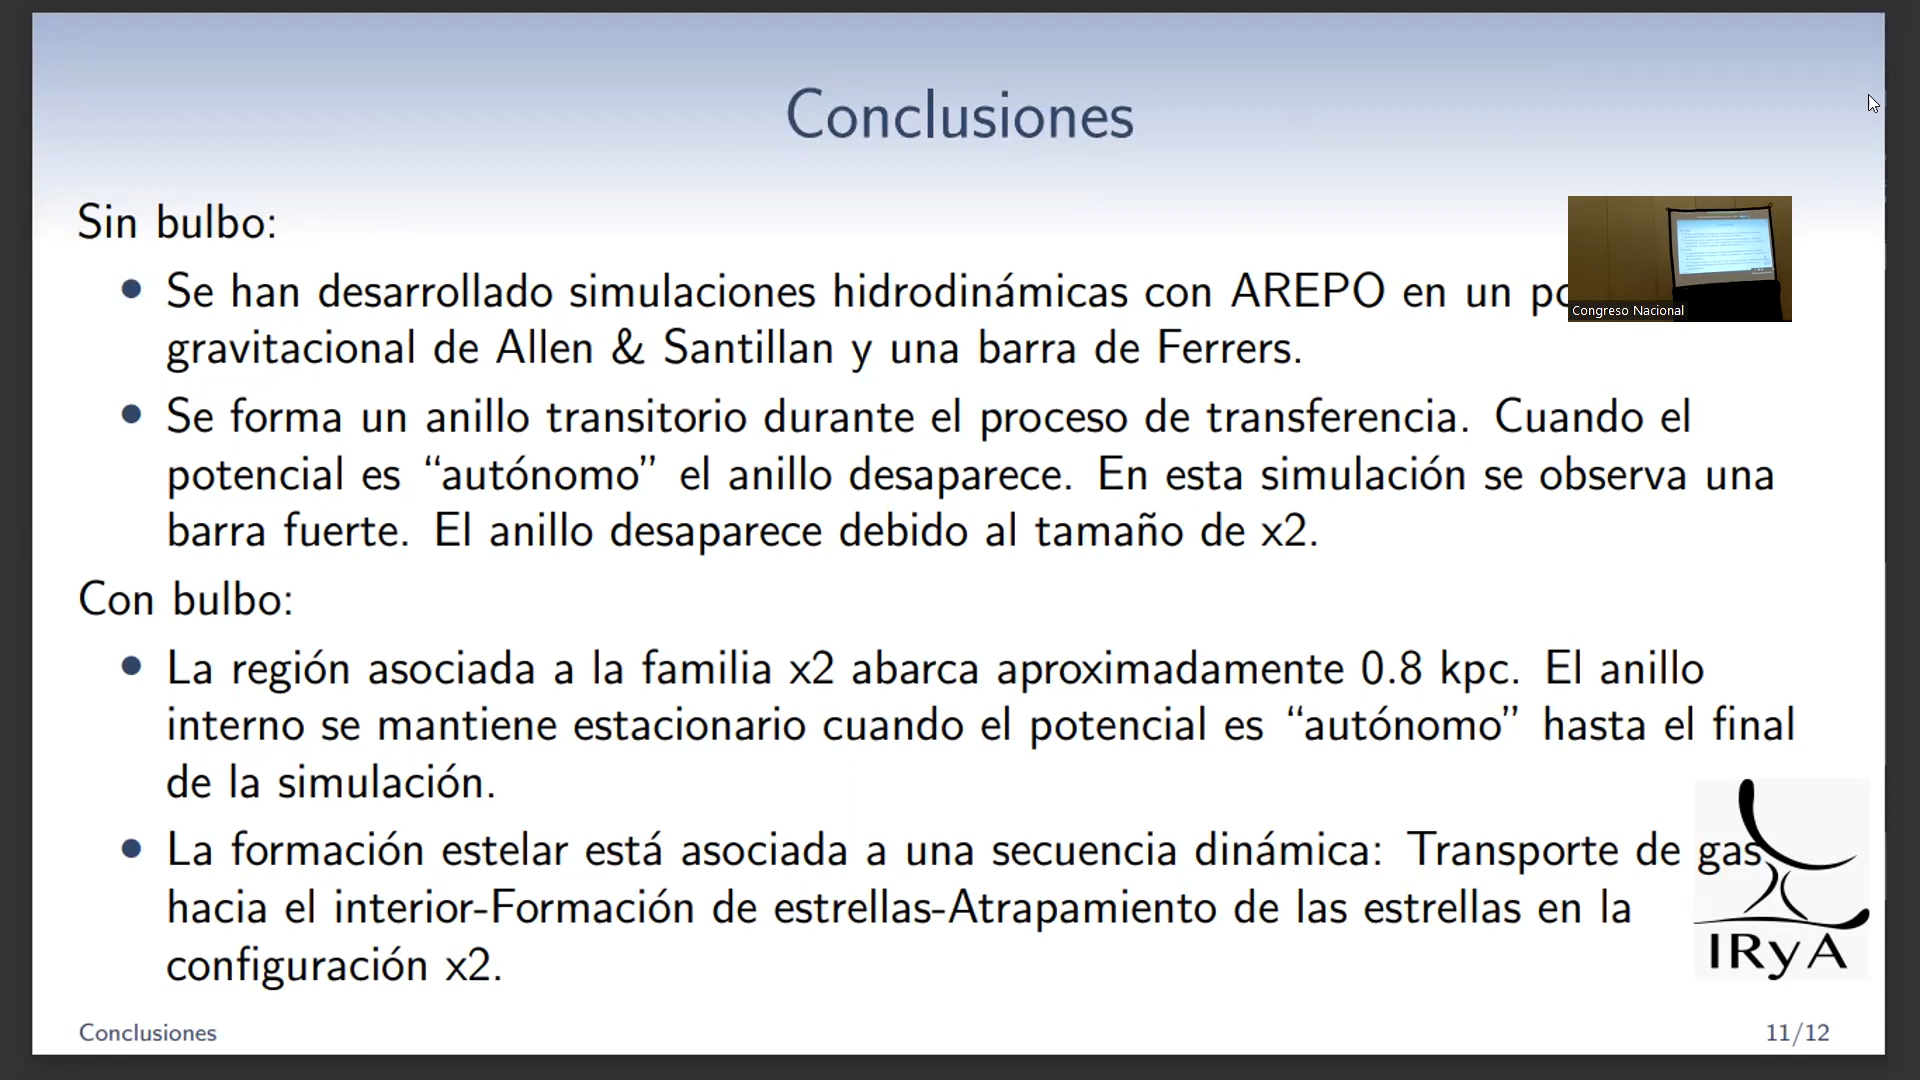 Conclusiones
Sin bulbo:
Se han desarrollado simulaciones hidrodinámicas con AREPO en un
gravitacional de Allen & Santillan y una barra de Ferrers.
Se forma un anillo transitorio durante el proceso de transferencia. Cuando el
potencial es “autónomo” el anillo desaparece. En esta simulación se observa una
barra fuerte. El anillo desaparece debido al tamaño de x2.
Con bulbo:
La región asociada a la familia x2 abarca aproximadamente 0.8 kpc. El anillo
interno se mantiene estacionario cuando el potencial es “autónomo” hasta el final
de la simulación.
La formación estelar está asociada a una secuencia dinámica: Transporte de gas
hacia el interior-Formación de estrellas-Atrapamiento de las estrellas en la
configuración x2.
Congreso Nacional
IRyA
Conclusiones
11/12